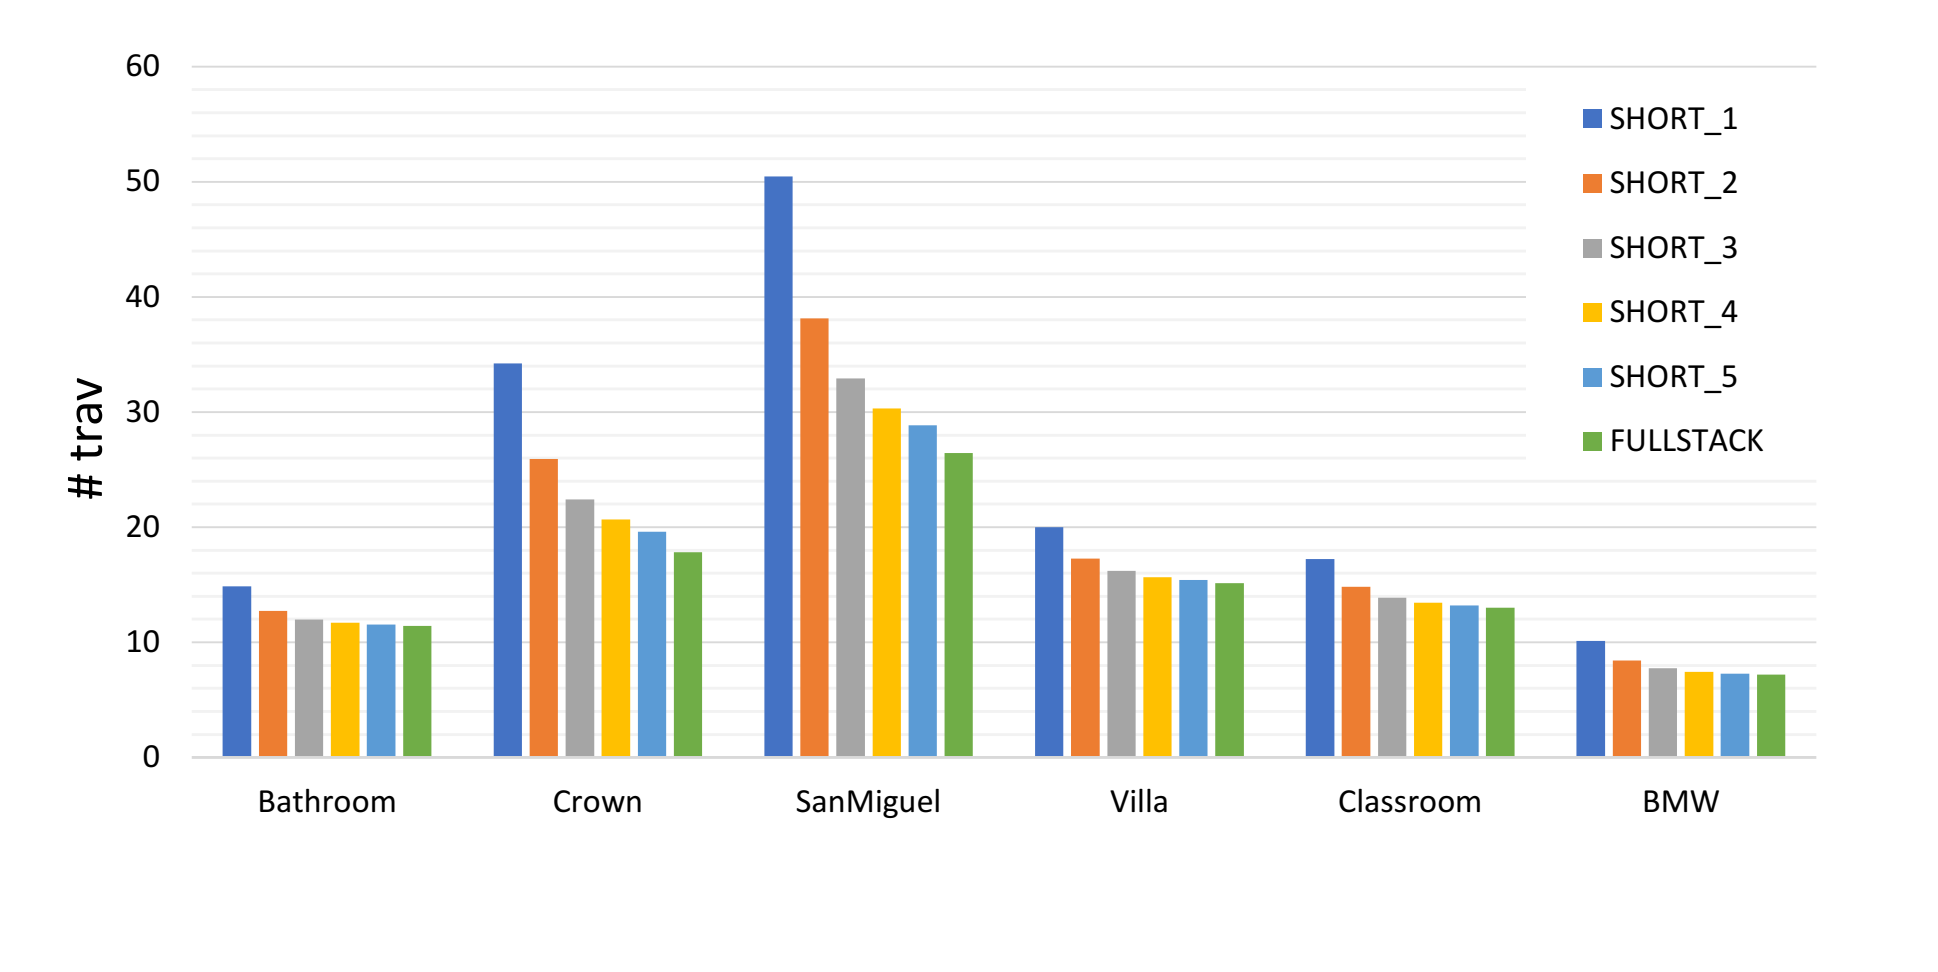 # trav
60
50
40
30
20
10
0
Bathroom
Crown
SanMiguel
Villa
Classroom
BMW
SHORT_1
SHORT_2
SHORT_3
SHORT_4
SHORT_5
FULLSTACK